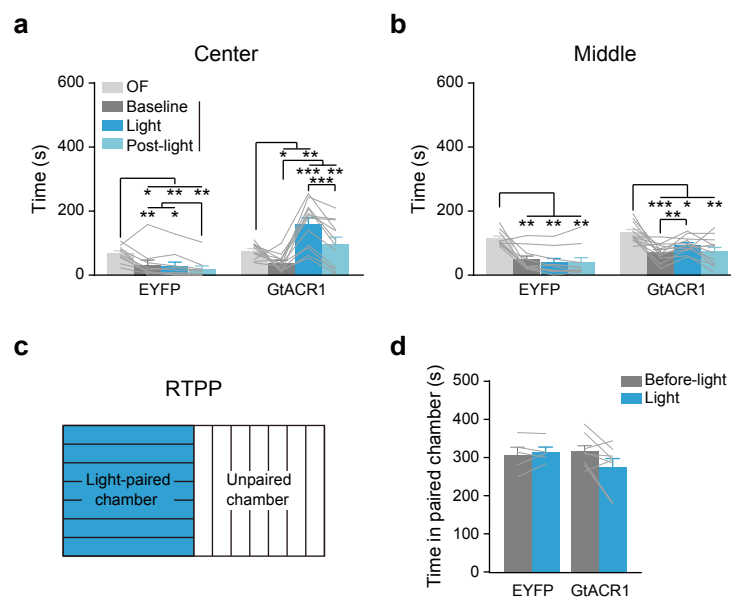 a
Center
600
400
200
0
Time (s)
OF
Baseline
Light
Post-light
* ** **
** *
* **
*** **
***
EYFP
GtACR1
b
Middle
600
400
200
0
Time (s)
** ** **
*** * **
**
EYFP
GtACR1
c
RTPP
Light-paired
chamber
Unpaired
chamber
d
Time in paired chamber (s)
500
400
300
200
100
0
Before-light
Light
EYFP
GtACR1